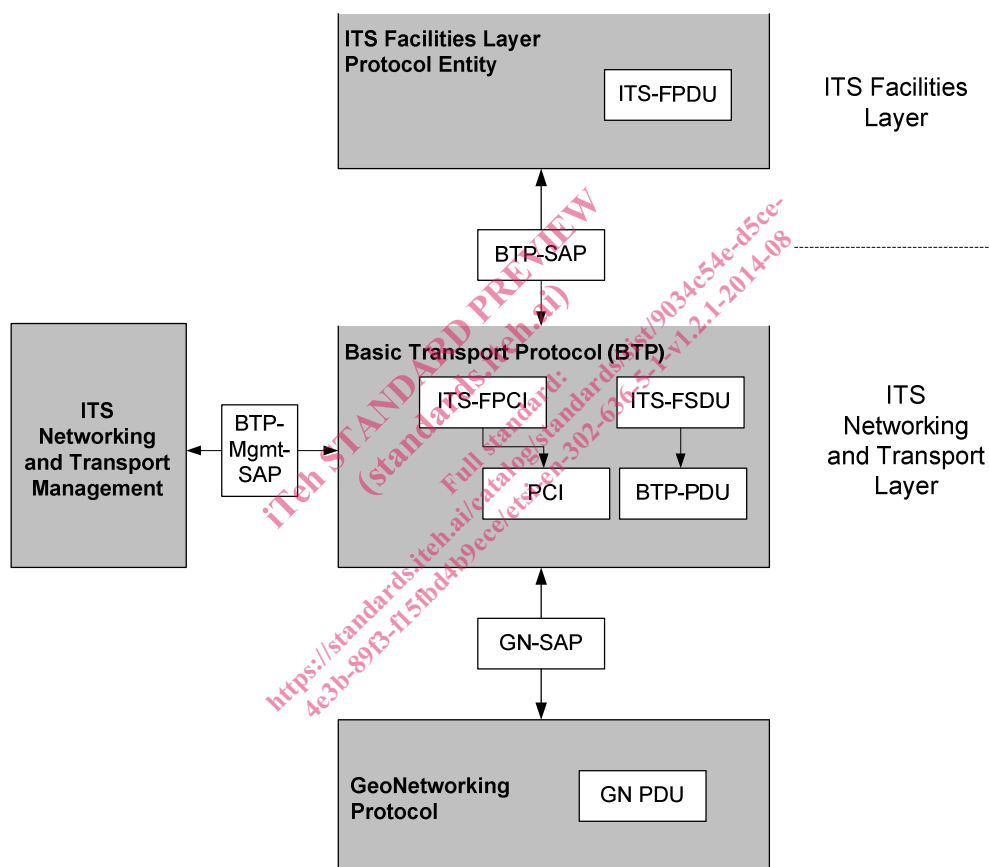 ITS Facilities Layer
Protocol Entity
ITS-FPDU
ITS Facilities
Layer
BTP-SAP
Basic Transport Protocol (BTP)
ITS-FPCI
ITS-FSDU
PCI
BTP-PDU
ITS
Networking
and Transport
Management
BTP-
Mgmt-
SAP
ITS
Networking
and Transport
Layer
GN-SAP
GeoNetworking
Protocol
GN PDU
iTeh STANDARD PREVIEW
(standards.iteh.ai)
Full standard:
https://standards.iteh.ai/catalog/standards/sist/9034c54e-d5ce-
4e3b-89f3-f15fbd4b9ece/etsi-en-302-636-5-1-v1.2.1-2014-08